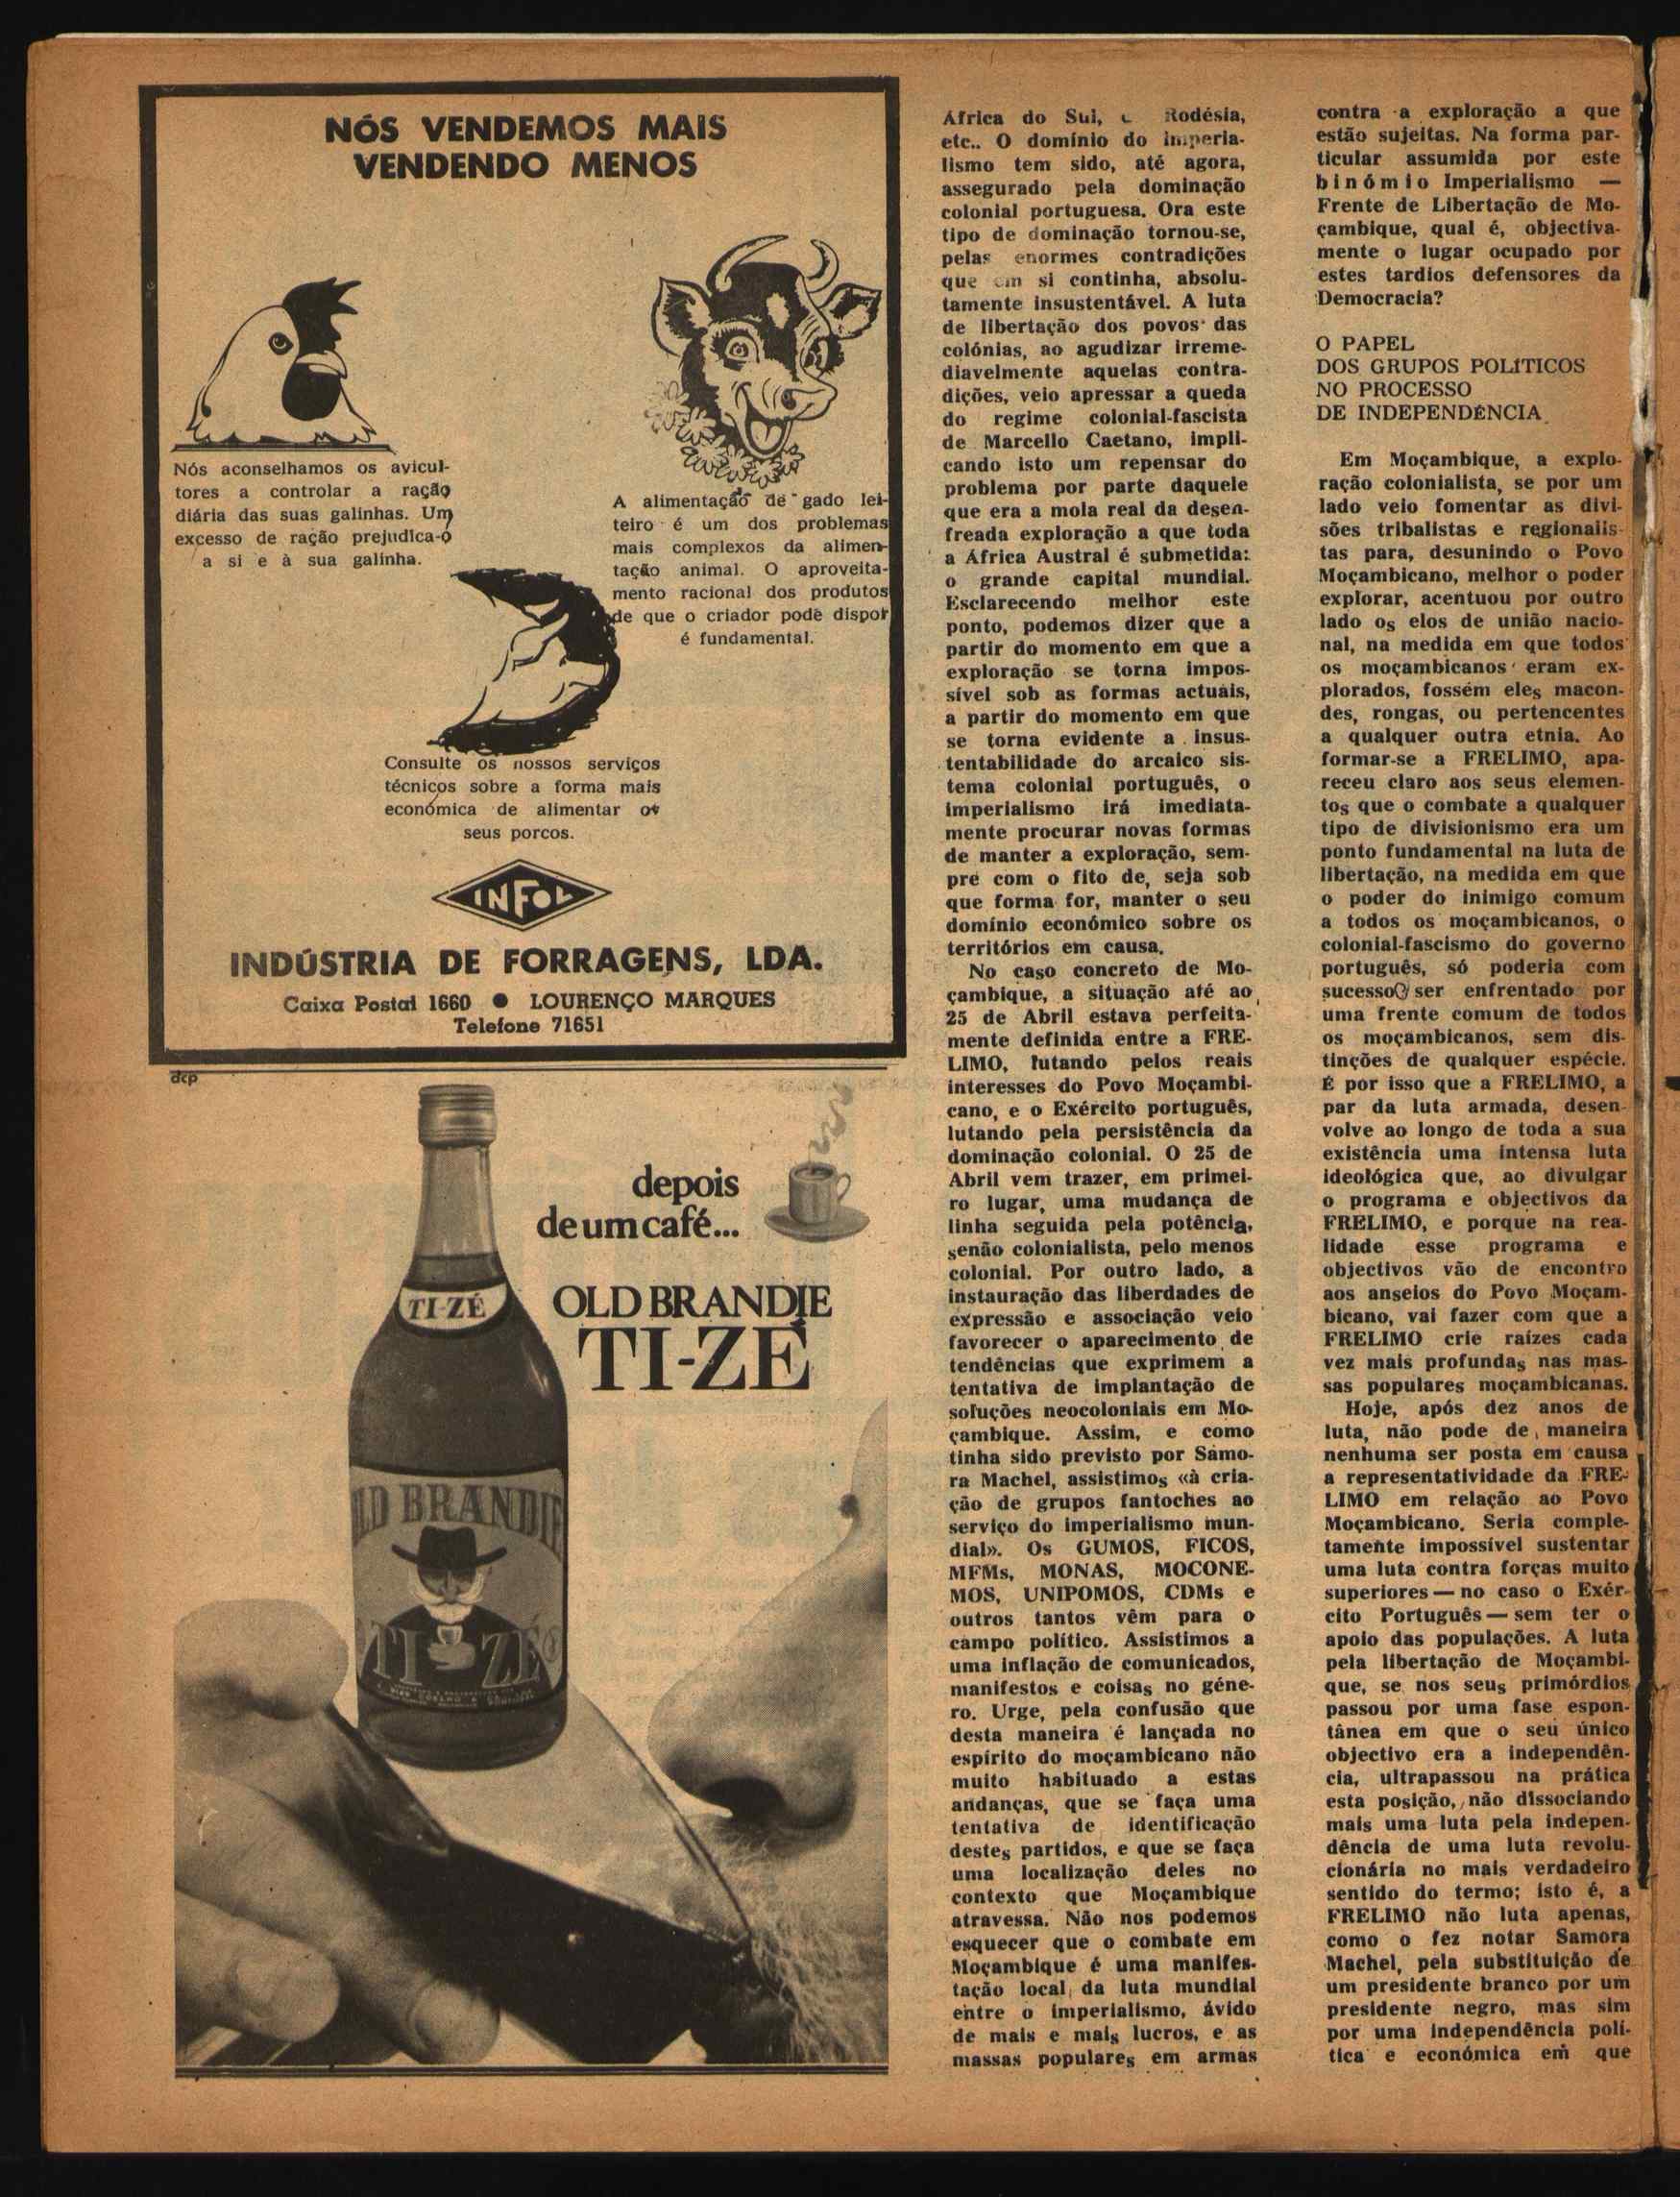 NÓS VENDEMOS MAIS
VENDENDO MENOS
Nós aconselhamos os avicul-
tores a controlar a ração
diária das suas galinhas. Um
excesso de ração prejudica-o
a si e à sua galinha.
A alimentação de gado lei-
teiro é um dos problemas
mais complexos da alimen-
tação animal. O aproveita-
mento racional dos produtos
de que o criador pode dispor
é fundamental.
Consulte os nossos serviços
técnicos sobre a forma mais
económica de alimentar os
seus porcos.
INFOL
INDÚSTRIA DE FORRAGENS, LDA.
Caixa Postal 1660 ● LOURENÇO MARQUES
Telefone 71651
dcp
depois
de um café...
OLD BRANDIE
TI-ZÉ
TI-ZÉ
OLD BRANDIE
TI ZÉ
África do Sul, Rodésia,
etc.. O domínio do imperia-
lismo tem sido, até agora,
assegurado pela dominação
colonial portuguesa. Ora este
tipo de dominação tornou-se,
pelas enormes contradições
que em si continha, absolu-
tamente insustentável. A luta
de libertação dos povos das
colónias, ao agudizar irreme-
diavelmente aquelas contra-
dições, veio apressar a queda
do regime colonial-fascista
de Marcello Caetano, impli-
cando isto um repensar do
problema por parte daquele
que era a mola real da desen-
freada exploração a que toda
a África Austral é submetida:
o grande capital mundial.
Esclarecendo melhor este
ponto, podemos dizer que a
partir do momento em que a
exploração se torna impos-
sível sob as formas actuais,
a partir do momento em que
se torna evidente a insus-
tentabilidade do arcaico sis-
tema colonial português, o
imperialismo irá imediata-
mente procurar novas formas
de manter a exploração, sem-
pre com o fito de, seja sob
que forma for, manter o seu
domínio económico sobre os
territórios em causa.
No caso concreto de Mo-
çambique, a situação até ao
25 de Abril estava perfeita-
mente definida entre a FRE-
LIMO, lutando pelos reais
interesses do Povo Moçambi-
cano, e o Exército português,
lutando pela persistência da
dominação colonial. O 25 de
Abril vem trazer, em primei-
ro lugar, uma mudança de
linha seguida pela potência,
senão colonialista, pelo menos
colonial. Por outro lado, a
instauração das liberdades de
expressão e associação veio
favorecer o aparecimento de
tendências que exprimem a
tentativa de implantação de
soluções neocoloniais em Mo-
çambique. Assim, e como
tinha sido previsto por Samo-
ra Machel, assistimos «à cria-
ção de grupos fantoches ao
serviço do imperialismo mun-
dial». Os GUMOS, FICOS,
MFMs, MONAS, MOCONE-
MOS, UNIPOMOS, CDMs e
outros tantos vêm para o
campo político. Assistimos a
uma inflação de comunicados,
manifestos e coisas no géne-
ro. Urge, pela confusão que
desta maneira é lançada no
espírito do moçambicano não
muito habituado a estas
andanças, que se faça uma
tentativa de identificação
destes partidos, e que se faça
uma localização deles no
contexto que Moçambique
atravessa. Não nos podemos
esquecer que o combate em
Moçambique é uma manifes-
tação local da luta mundial
entre o imperialismo, ávido
de mais e mais lucros, e as
massas populares em armas
contra a exploração a que
estão sujeitas. Na forma par-
ticular assumida por este
binómio Imperialismo —
Frente de Libertação de Mo-
çambique, qual é, objectiva-
mente o lugar ocupado por
estes tardios defensores da
Democracia?
O PAPEL
DOS GRUPOS POLÍTICOS
NO PROCESSO
DE INDEPENDÊNCIA
Em Moçambique, a explo-
ração colonialista, se por um
lado veio fomentar as divi-
sões tribalistas e regionalis-
tas para, desunindo o Povo
Moçambicano, melhor o poder
explorar, acentuou por outro
lado os elos de união nacio-
nal, na medida em que todos
os moçambicanos eram ex-
plorados, fossem eles macon-
des, rongas, ou pertencentes
a qualquer outra etnia. Ao
formar-se a FRELIMO, apa-
receu claro aos seus elemen-
tos que o combate a qualquer
tipo de divisionismo era um
ponto fundamental na luta de
libertação, na medida em que
o poder do inimigo comum
a todos os moçambicanos, o
colonial-fascismo do governo
português, só poderia com
sucesso ser enfrentado por
uma frente comum de todos
os moçambicanos, sem dis-
tinções de qualquer espécie.
É por isso que a FRELIMO, a
par da luta armada, desen-
volve ao longo de toda a sua
existência uma intensa luta
ideológica que, ao divulgar
o programa e objectivos da
FRELIMO, e porque na rea-
lidade esse programa e
objectivos vão de encontro
aos anseios do Povo Moçam-
bicano, vai fazer com que a
FRELIMO crie raízes cada
vez mais profundas nas mas-
sas populares moçambicanas.
Hoje, após dez anos de
luta, não pode de maneira
nenhuma ser posta em causa
a representatividade da FRE-
LIMO em relação ao Povo
Moçambicano. Seria comple-
tamente impossível sustentar
uma luta contra forças muito
superiores — no caso o Exér-
cito Português — sem ter o
apoio das populações. A luta
pela libertação de Moçambi-
que, se nos seus primórdios
passou por uma fase espon-
tânea em que o seu único
objectivo era a independên-
cia, ultrapassou na prática
esta posição, não dissociando
mais uma luta pela indepen-
dência de uma luta revolu-
cionária no mais verdadeiro
sentido do termo; isto é, a
FRELIMO não luta apenas,
como o fez notar Samora
Machel, pela substituição de
um presidente branco por um
presidente negro, mas sim
por uma independência polí-
tica e económica em que